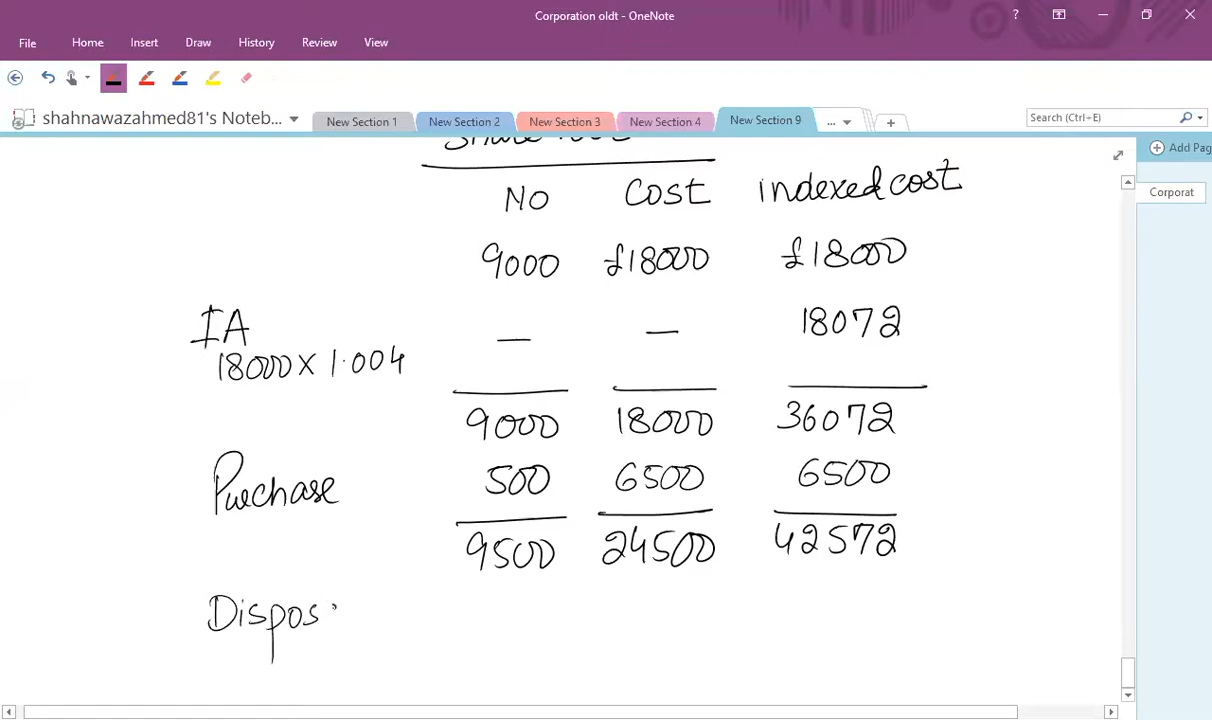 Corporation oldt - OneNote
?
File Home Insert Draw History Review View
shahnawazahmed81's Noteb... New Section 1 New Section 2 New Section 3 New Section 4 New Section 9 ... + Search (Ctrl+E)
+ Add Pag
Corporat
No Cost indexed cost
9000 £18000 £18000
IA — — 18072
18000 X 1.004
9000 18000 36072
Purchase 500 6500 6500
9500 24500 42572
Dispos